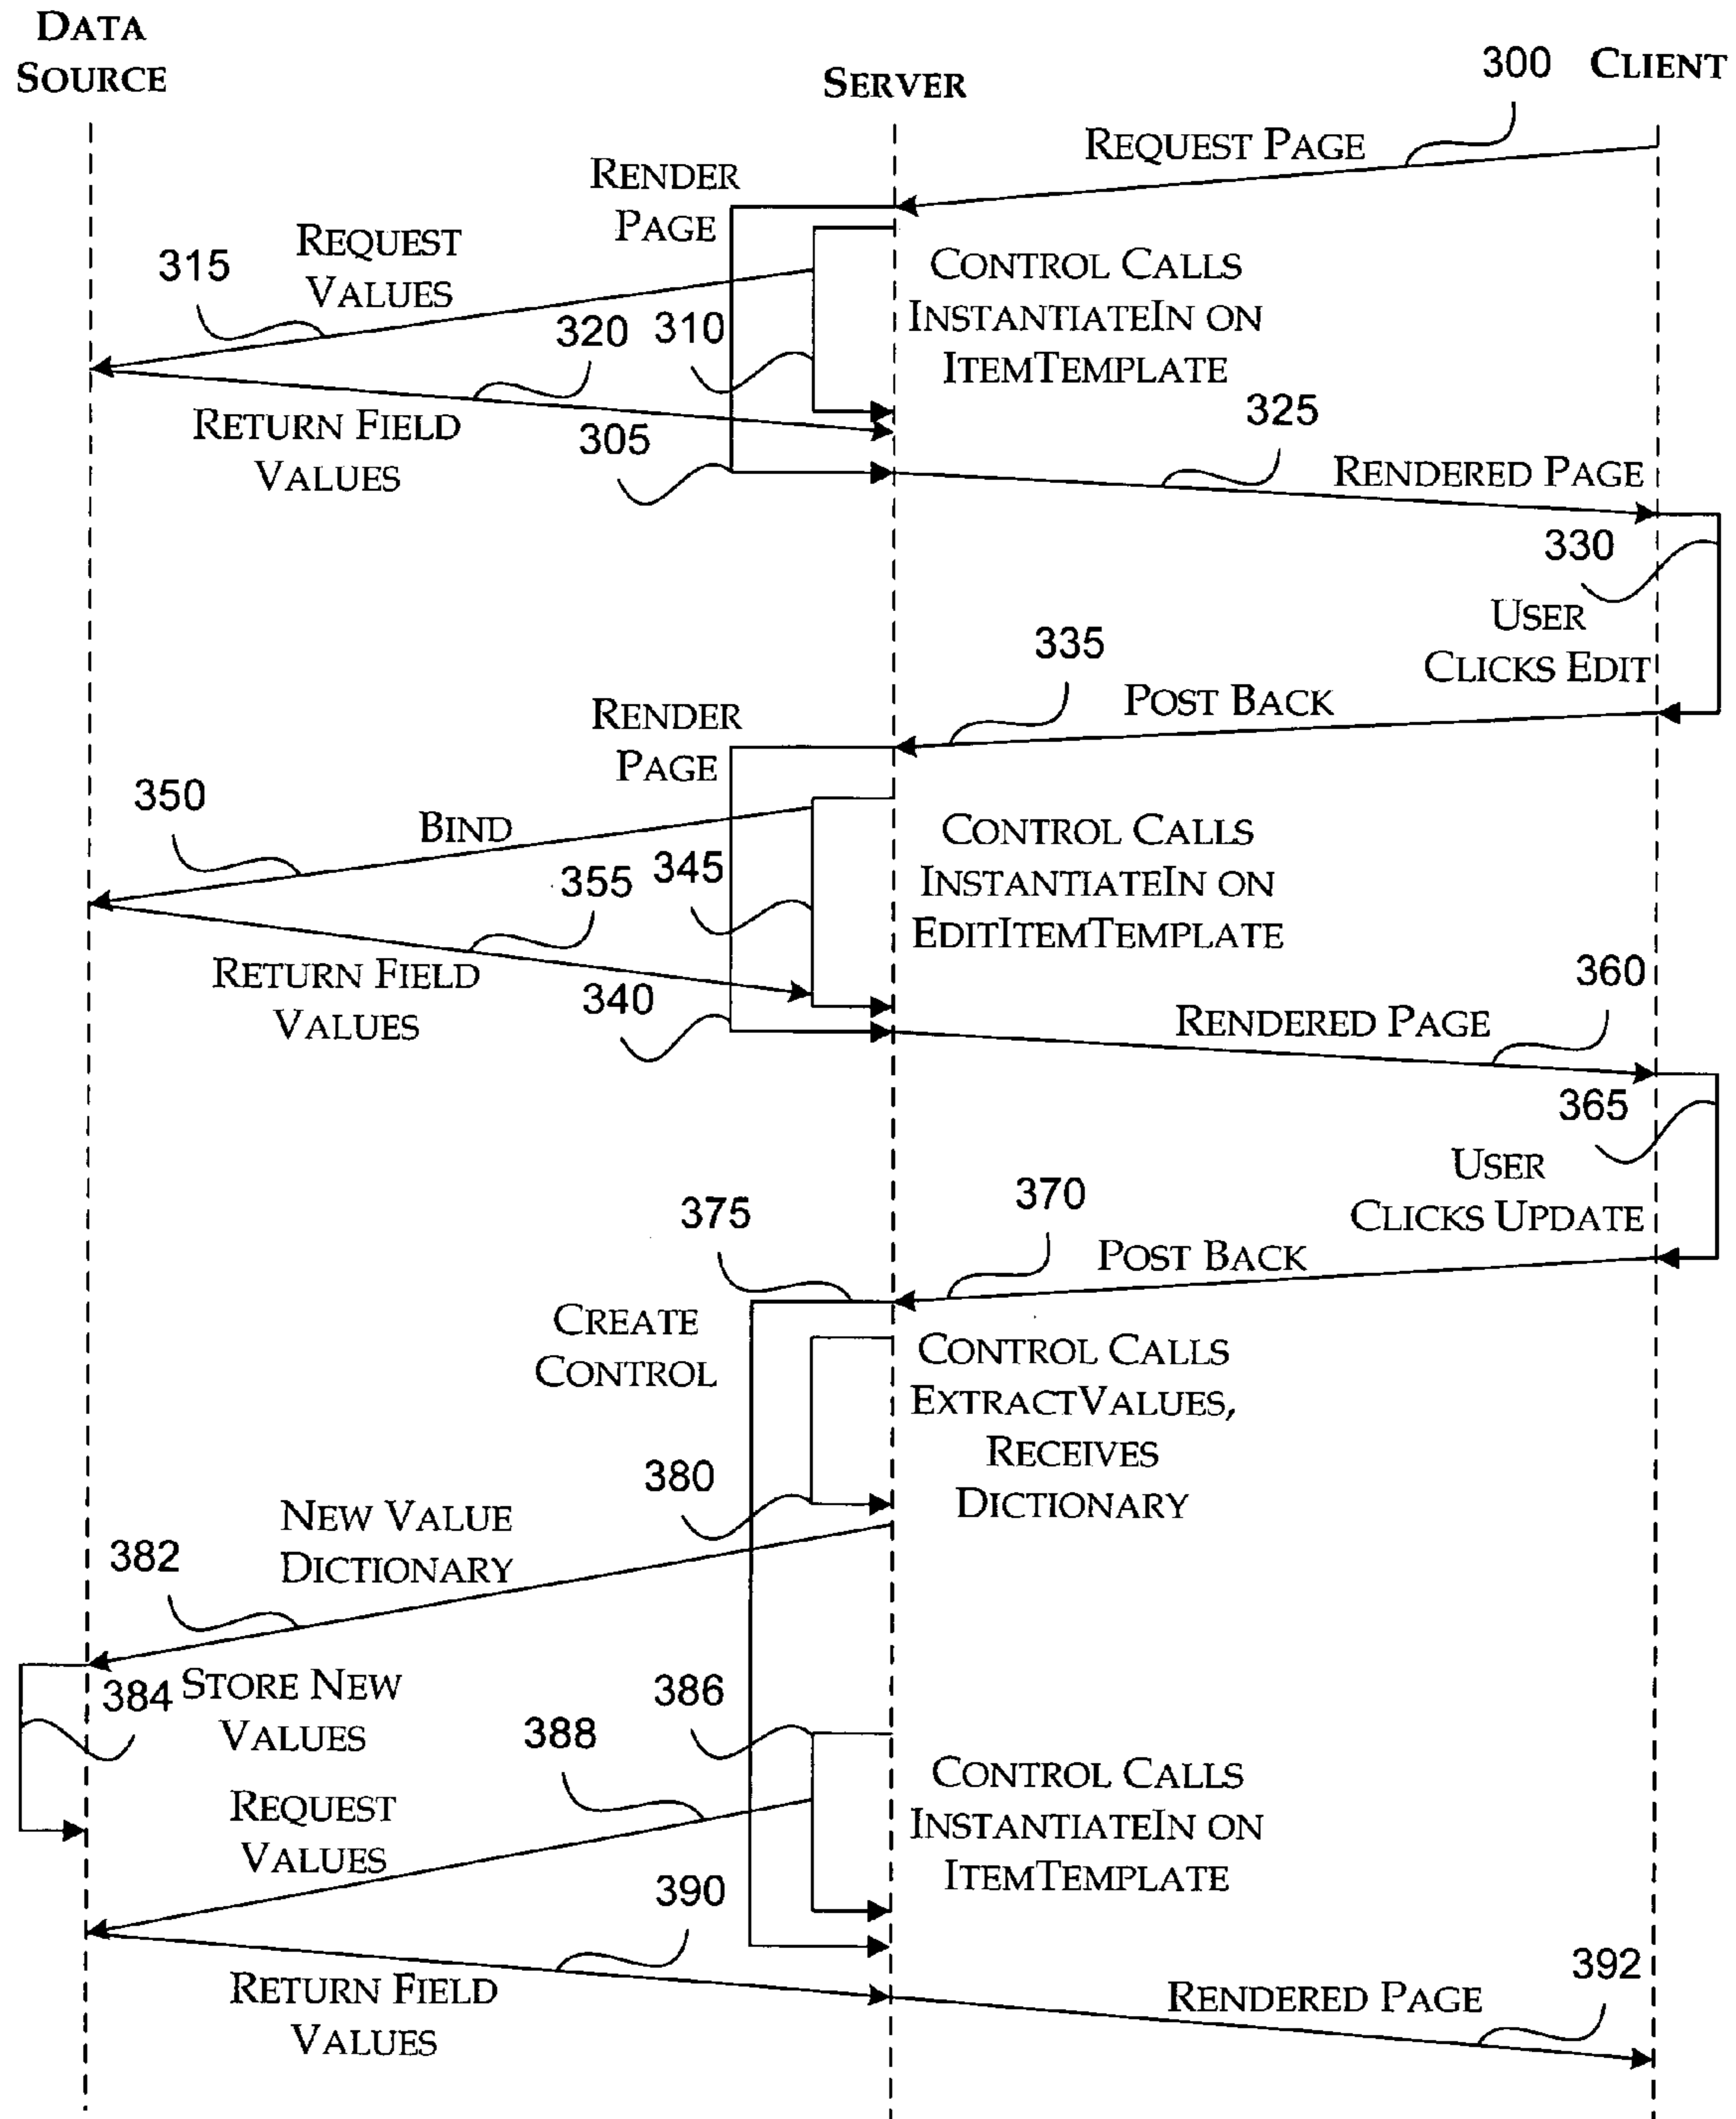 DATA
SOURCE
SERVER
300
CLIENT
REQUEST PAGE
RENDER
PAGE
REQUEST
VALUES
315
CONTROL CALLS
INSTANTIATEIN ON
ITEMTEMPLATE
320
310
RETURN FIELD
VALUES
305
325
RENDERED PAGE
330
USER
CLICKS EDIT
335
POST BACK
RENDER
PAGE
350
BIND
CONTROL CALLS
INSTANTIATEIN ON
EDITITEMTEMPLATE
355
345
RETURN FIELD
VALUES
340
360
RENDERED PAGE
365
USER
CLICKS UPDATE
375
370
POST BACK
CREATE
CONTROL
CONTROL CALLS
EXTRACTVALUES,
RECEIVES
DICTIONARY
380
NEW VALUE
DICTIONARY
382
384
STORE NEW
VALUES
386
388
REQUEST
VALUES
CONTROL CALLS
INSTANTIATEIN ON
ITEMTEMPLATE
390
RETURN FIELD
VALUES
392
RENDERED PAGE